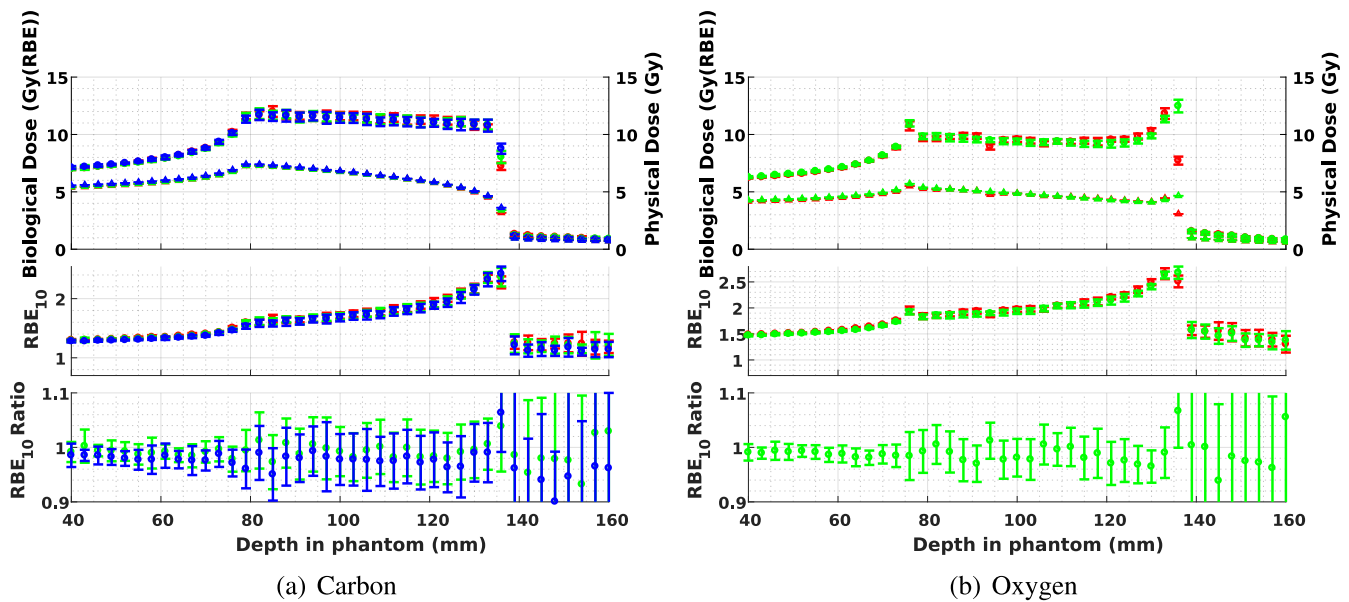 Biological Dose (Gy(RBE))
15
10
5
0
15
10
5
0
Physical Dose (Gy)
RBE10
2
1
RBE10 Ratio
1.1
1
0.9
40 60 80 100 120 140 160
Depth in phantom (mm)
(a) Carbon
Biological Dose (Gy(RBE))
15
10
5
0
15
10
5
0
Physical Dose (Gy)
RBE10
2.5
2
1.5
1
RBE10 Ratio
1.1
1
0.9
40 60 80 100 120 140 160
Depth in phantom (mm)
(b) Oxygen